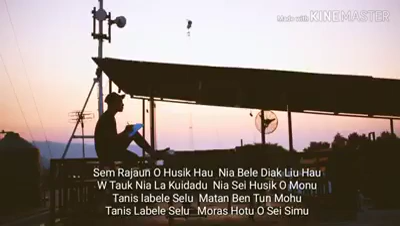 Made with KINEMASTER
Sem Rajaun O Husik Hau Nia Bele Diak Liu Hau
W Tauk Nia La Kuidadu Nia Sei Husik O Monu
Tanis labele Selu Matan Ben Tun Mohu
Tanis Labele Selu Moras Hotu O Sei Simu